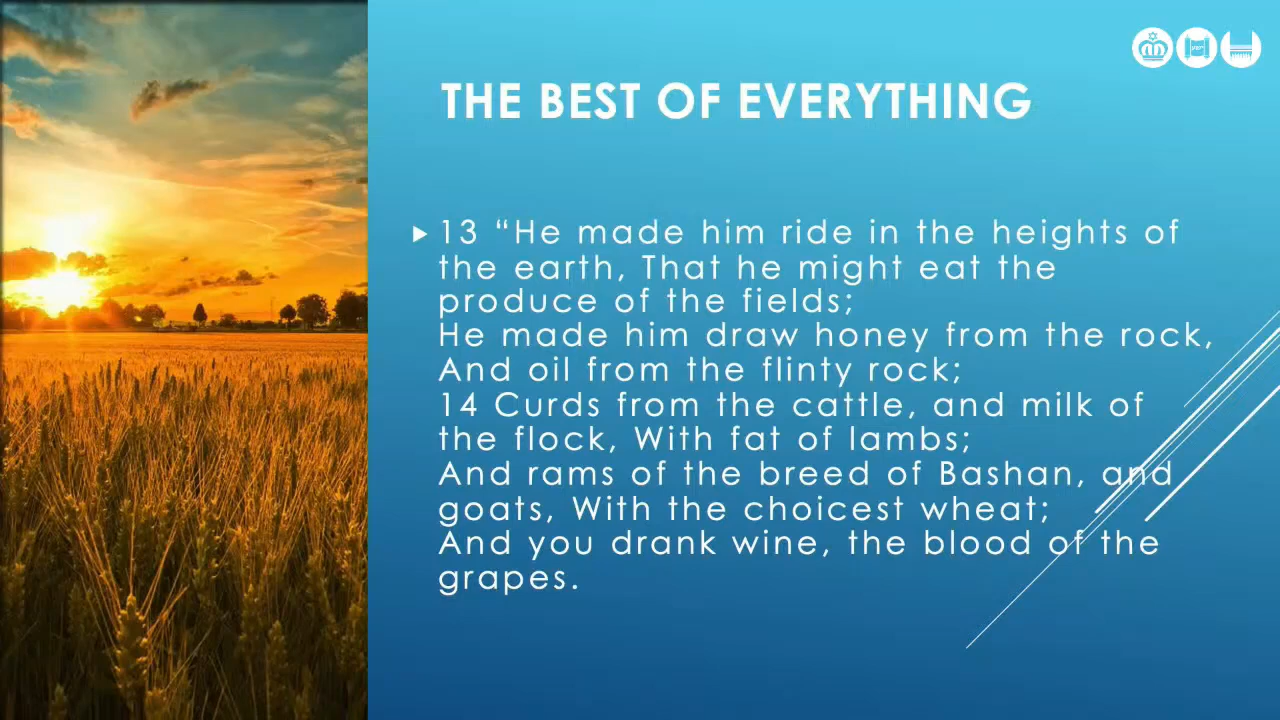 THE BEST OF EVERYTHING
13 “He made him ride in the heights of
the earth, That he might eat the
produce of the fields;
He made him draw honey from the rock,
And oil from the flinty rock;
14 Curds from the cattle, and milk of
the flock, With fat of lambs;
And rams of the breed of Bashan, and
goats, With the choicest wheat;
And you drank wine, the blood of the
grapes.